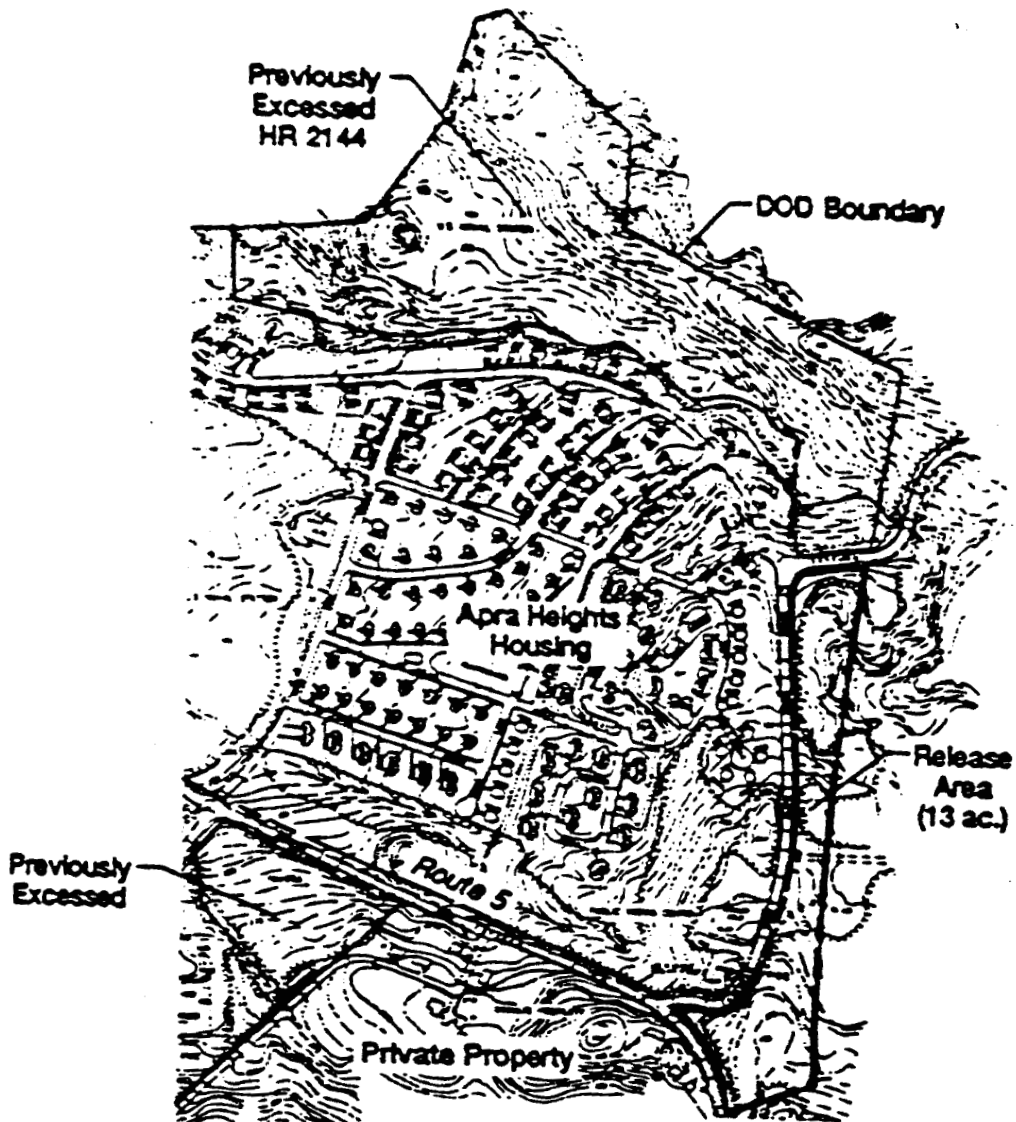 Previously
Excessed
HR 2144
DOD Boundary
Apra Heights
Housing
Release
Area
(13 ac.)
Previously
Excessed
Route 5
Private Property